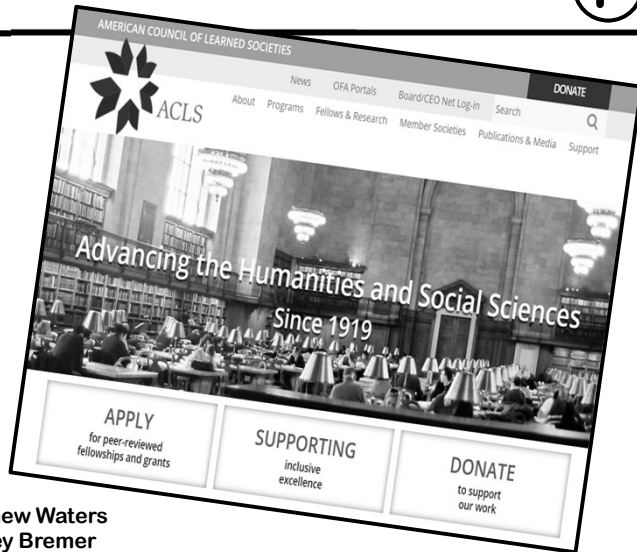 AMERICAN COUNCIL OF LEARNED SOCIETIES
DONATE
News OFA Portals Board/CEO Net Log-in Search
ACLS
About Programs Fellows & Research Member Societies Publications & Media Support
Advancing the Humanities and Social Sciences
Since 1919
APPLY
for peer-reviewed
fellowships and grants
SUPPORTING
inclusive
excellence
DONATE
to support
our work
Waters
Bremer